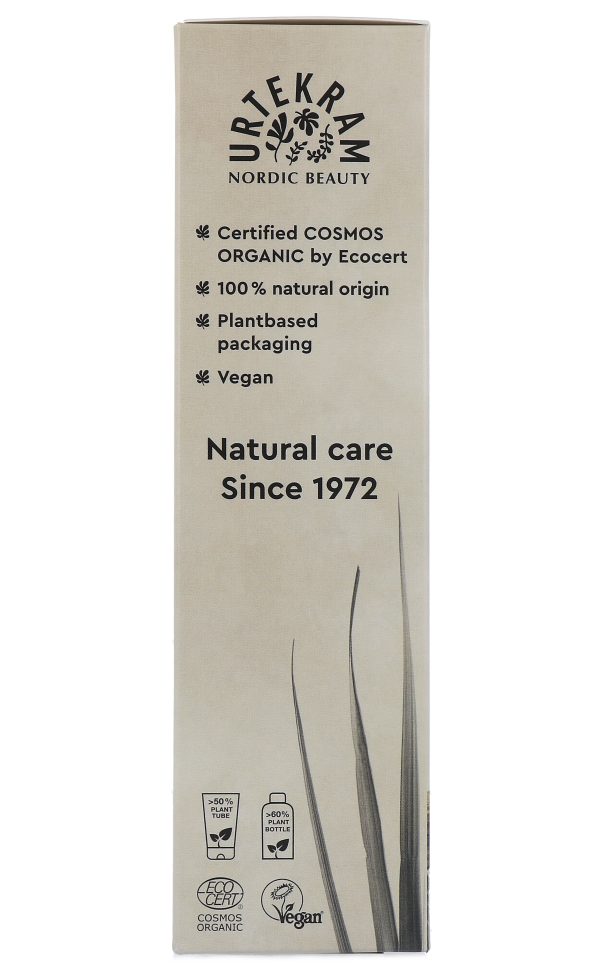 URTEKRAM
NORDIC BEAUTY
Certified COSMOS
ORGANIC by Ecocert
100% natural origin
Plantbased
packaging
Vegan
Natural care
Since 1972
>50%
PLANT
TUBE
>60%
PLANT
BOTTLE
ECO
CERT
®
COSMOS
ORGANIC
Vegan